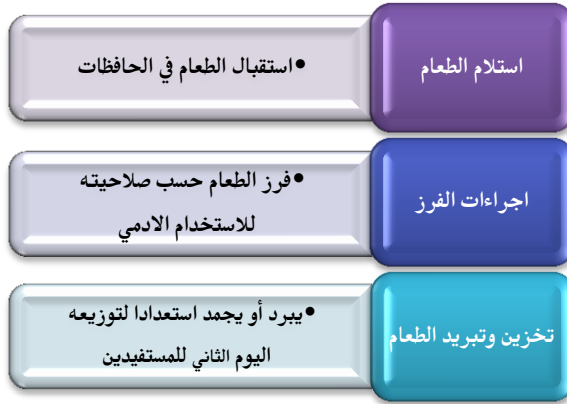 استلام الطعام
•استقبال الطعام في الحافظات
اجراءات الفرز
•فرز الطعام حسب صلاحيته
للاستخدام الادمي
تخزين وتبريد الطعام
•يبرد أو يجمد استعدادا لتوزيعه
اليوم الثاني للمستفيدين